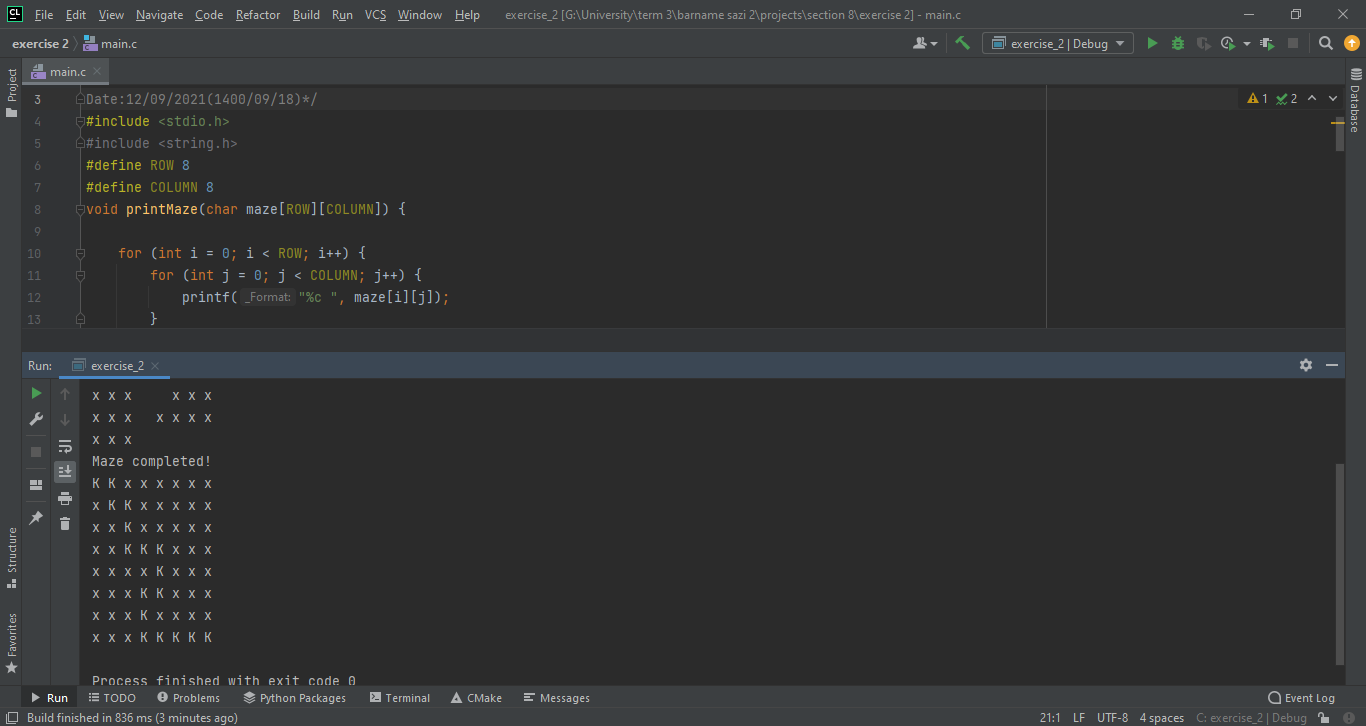 CL File Edit View Navigate Code Refactor Build Run VCS Window Help exercise_2 [G:\University\term 3\barname sazi 2\projects\section 8\exercise 2] - main.c
exercise 2 main.c exercise_2 | Debug
Project
main.c
Database
3 Date:12/09/2021(1400/09/18)*/
1 2
4 #include <stdio.h>
5 #include <string.h>
6 #define ROW 8
7 #define COLUMN 8
8 void printMaze(char maze[ROW][COLUMN]) {
9
10 for (int i = 0; i < ROW; i++) {
11 for (int j = 0; j < COLUMN; j++) {
12 printf( _Format: "%c ", maze[i][j]);
13 }
Run: exercise_2
x x x     x x x
x x x   x x x x
x x x
Maze completed!
K K x x x x x x
x K K x x x x x
x x K x x x x x
x x K K K x x x
x x x x K x x x
x x x K K x x x
x x x K x x x x
x x x K K K K K
Process finished with exit code 0
Structure
Favorites
Run TODO Problems Python Packages Terminal CMake Messages Event Log
Build finished in 836 ms (3 minutes ago) 21:1 LF UTF-8 4 spaces C: exercise_2 | Debug